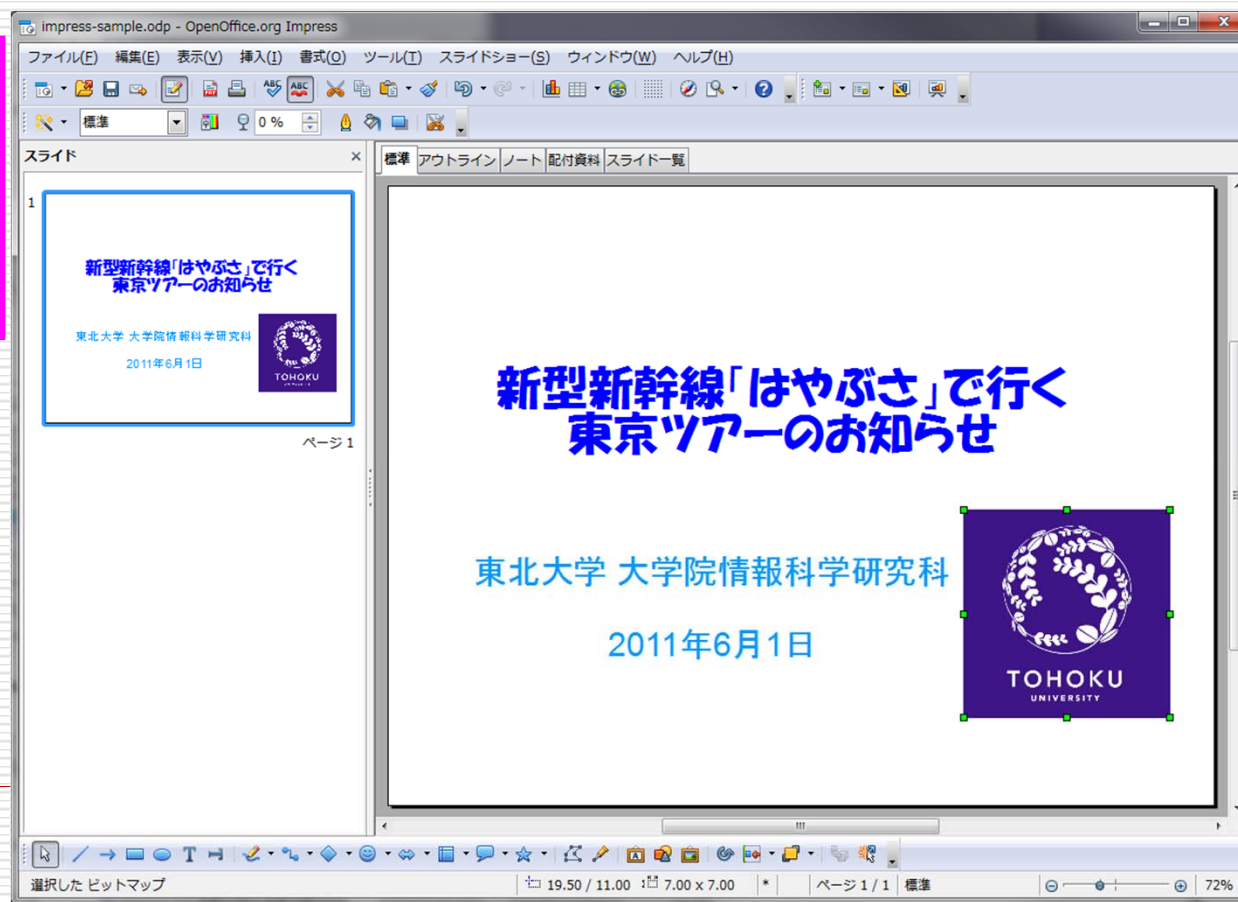 impress-sample.odp - OpenOffice.org Impress
ファイル(F) 編集(E) 表示(V) 挿入(I) 書式(O) ツール(T) スライドショー(S) ウィンドウ(W) ヘルプ(H)
標準 0 %
スライド
標準 アウトライン ノート 配付資料 スライド一覧
1
新型新幹線「はやぶさ」で行く
東京ツアーのお知らせ
東北大学 大学院情報科学研究科
2011年6月1日
TOHOKU
UNIVERSITY
ページ 1
新型新幹線「はやぶさ」で行く
東京ツアーのお知らせ
東北大学 大学院情報科学研究科
2011年6月1日
TOHOKU
UNIVERSITY
選択した ビットマップ 19.50 / 11.00 7.00 x 7.00 * ページ 1 / 1 標準 72%